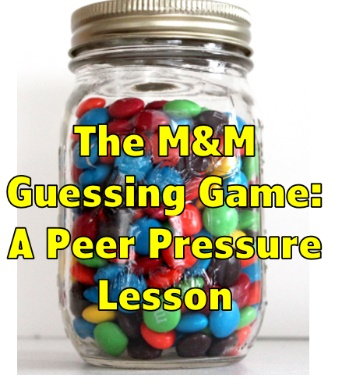 The M&M
Guessing Game:
A Peer Pressure
Lesson
m